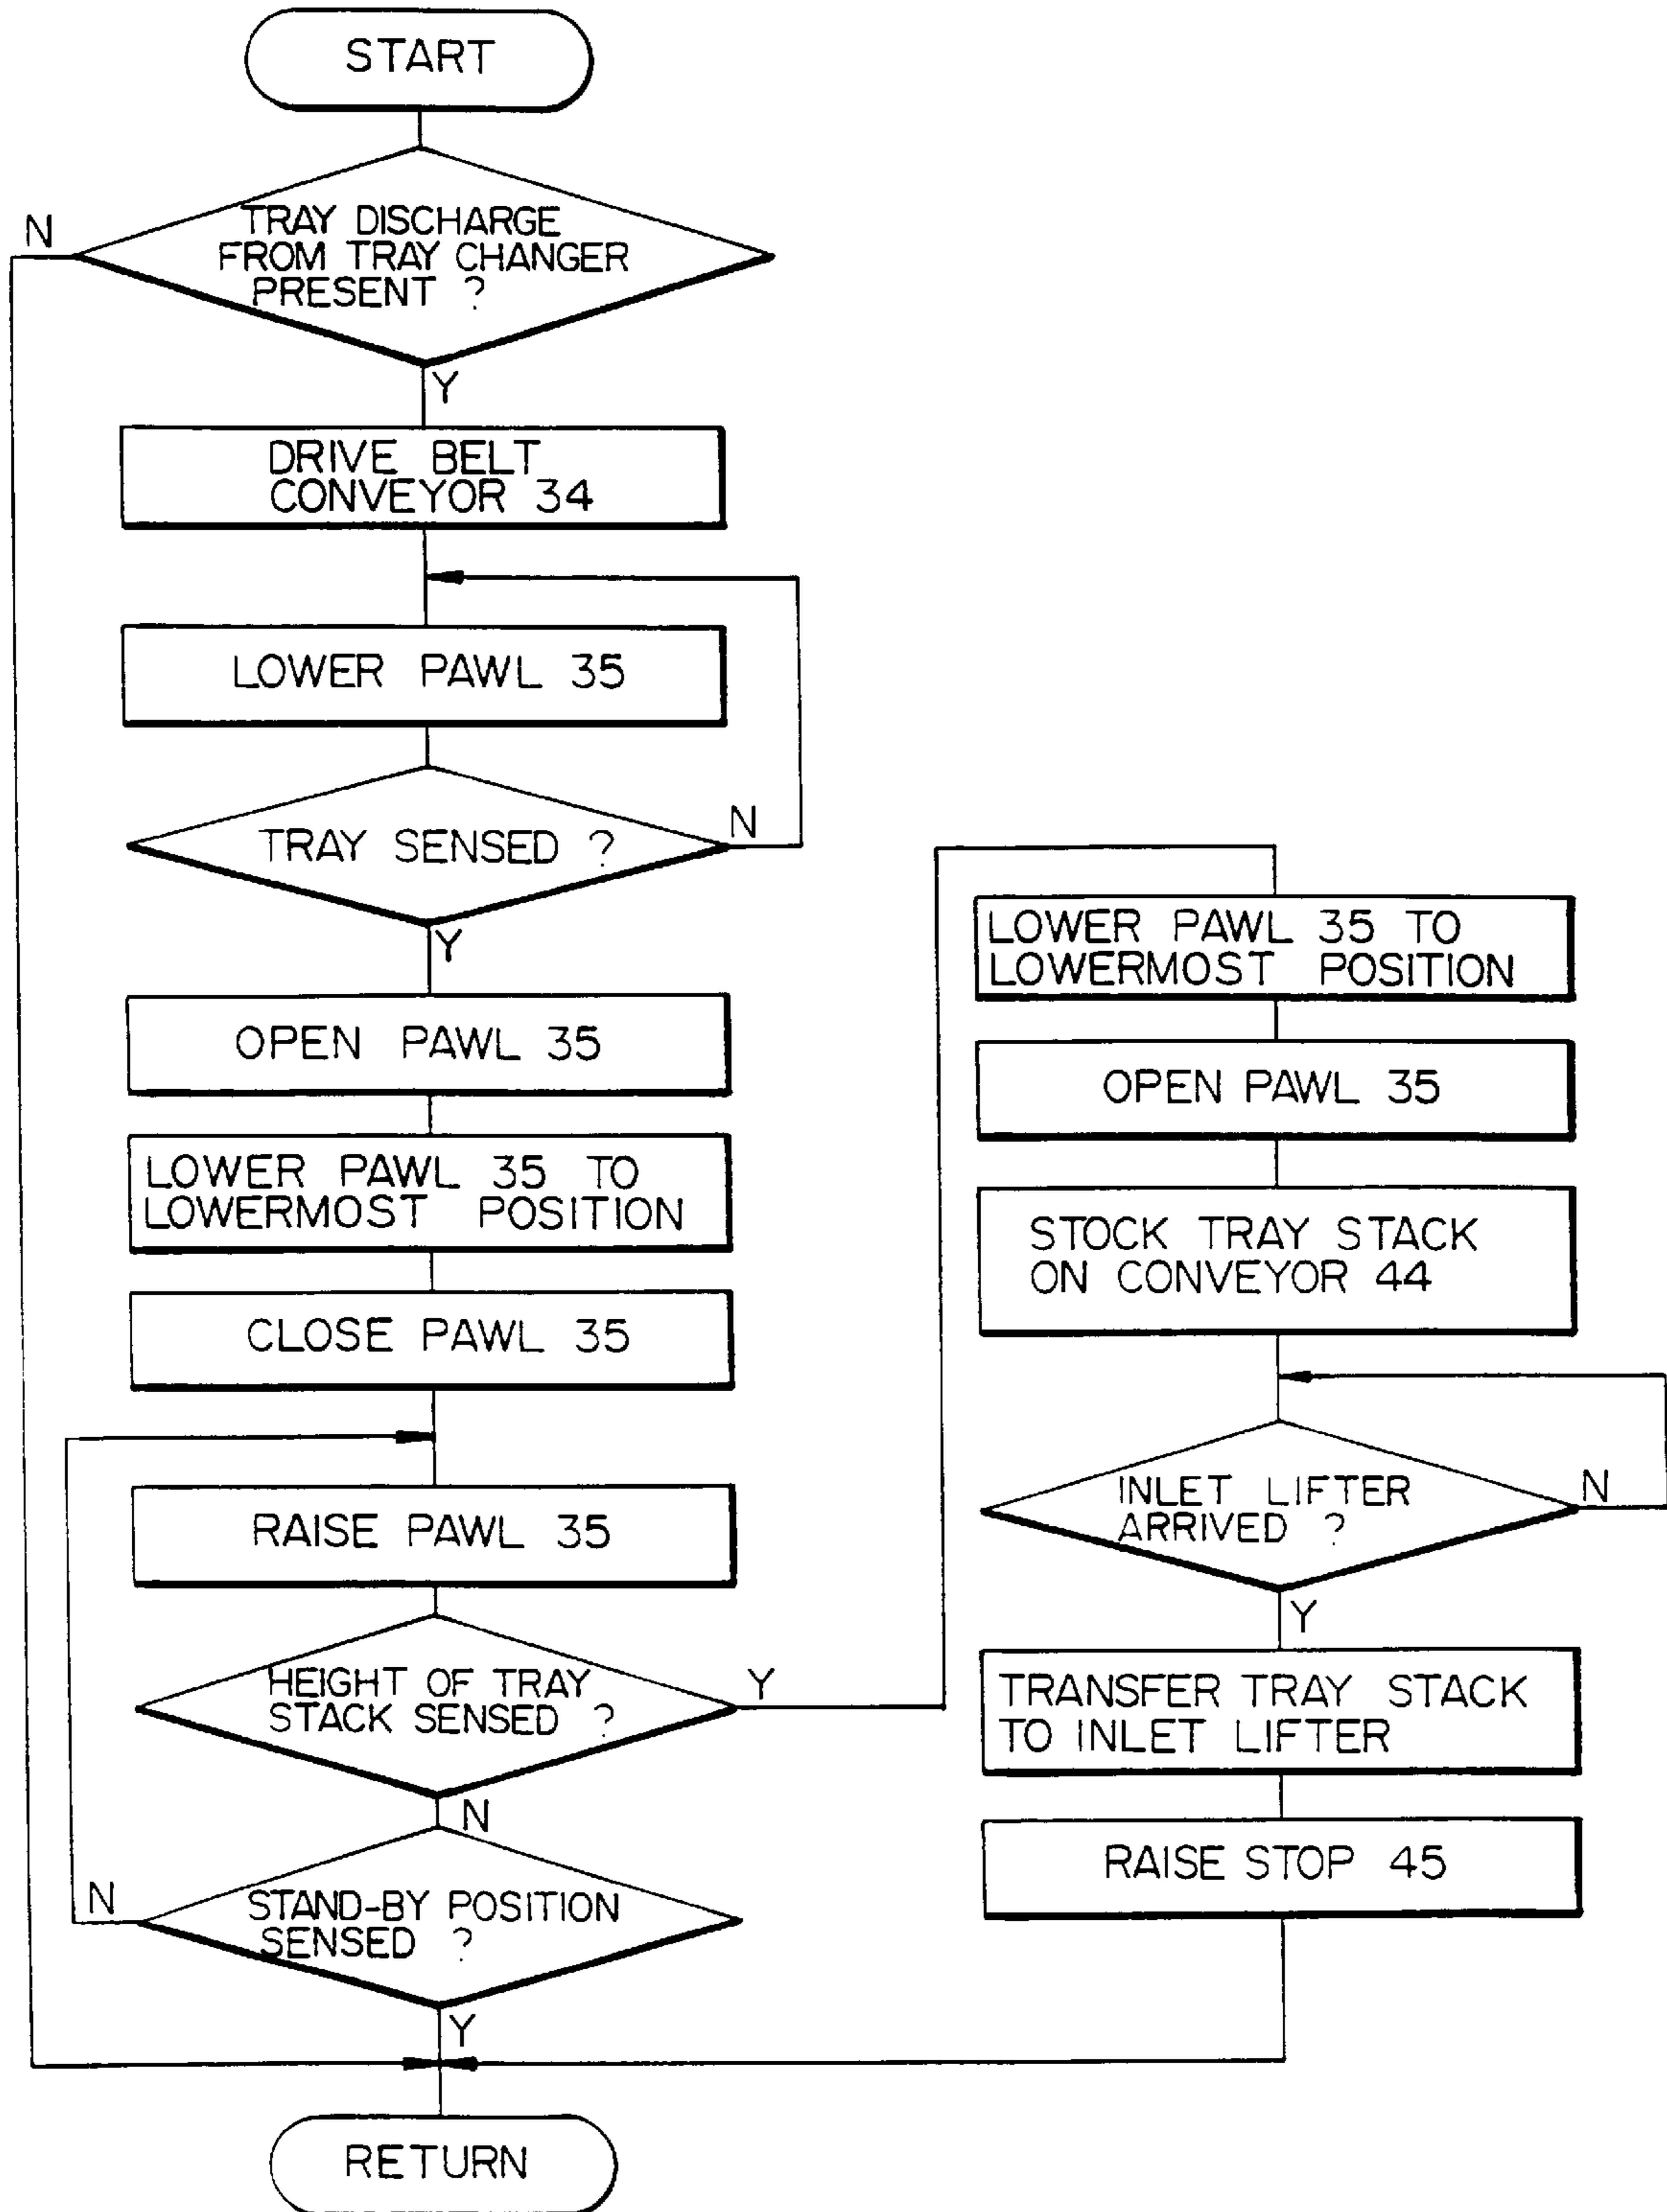 START
N
TRAY DISCHARGE
FROM TRAY CHANGER
PRESENT ?
Y
DRIVE BELT
CONVEYOR 34
LOWER PAWL 35
TRAY SENSED ?
N
Y
OPEN PAWL 35
LOWER PAWL 35 TO
LOWERMOST POSITION
CLOSE PAWL 35
RAISE PAWL 35
HEIGHT OF TRAY
STACK SENSED ?
Y
N
STAND-BY POSITION
SENSED ?
N
Y
LOWER PAWL 35 TO
LOWERMOST POSITION
OPEN PAWL 35
STOCK TRAY STACK
ON CONVEYOR 44
INLET LIFTER
ARRIVED ?
N
Y
TRANSFER TRAY STACK
TO INLET LIFTER
RAISE STOP 45
RETURN